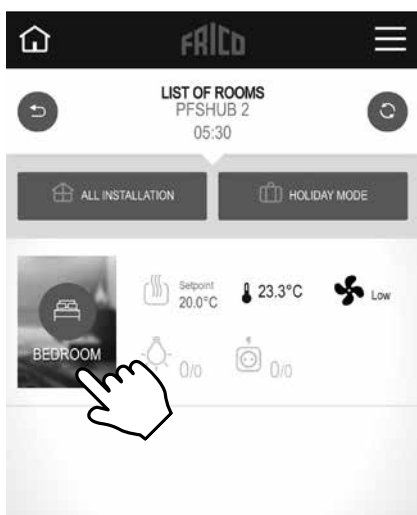 FRICO
LIST OF ROOMS
PFSHUB 2
05:30
ALL INSTALLATION
HOLIDAY MODE
Setpoint
20.0°C
23.3°C
Low
BEDROOM
0/0
0/0